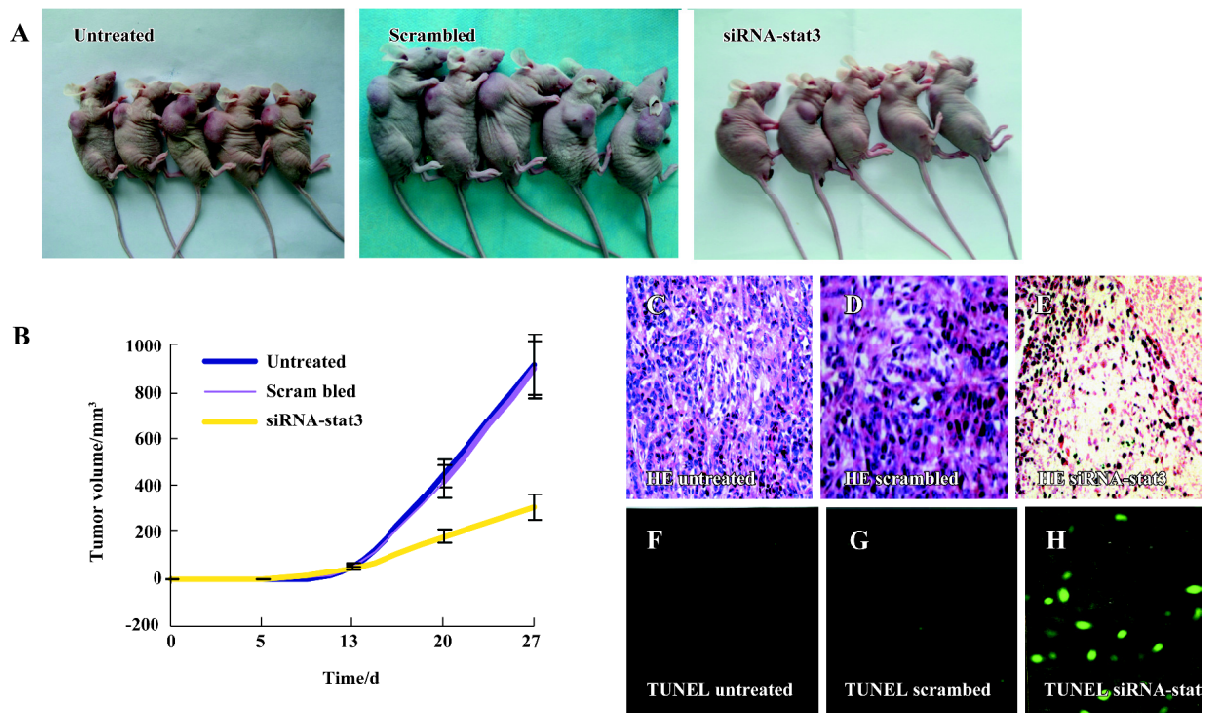 A
Untreated
Scrambled
siRNA-stat3
B
1000
800
600
400
200
0
-200
Tumor volume/mm³
Untreated
Scram bled
siRNA-stat3
0 5 13 20 27
Time/d
C
HE untreated
D
HE scrambled
E
HE siRNA-stat3
F
TUNEL untreated
G
TUNEL scrambed
H
TUNEL siRNA-stat